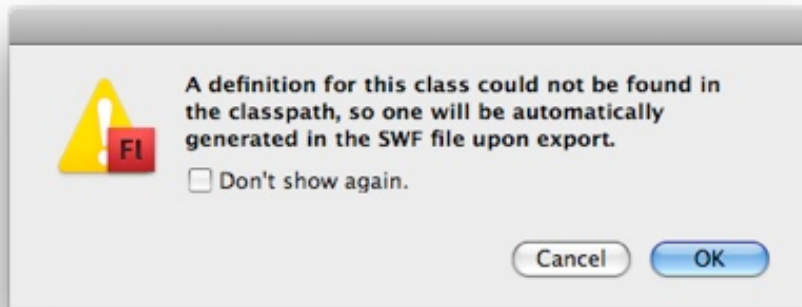 A definition for this class could not be found in
the classpath, so one will be automatically
generated in the SWF file upon export.
Fl
Don't show again.
Cancel OK